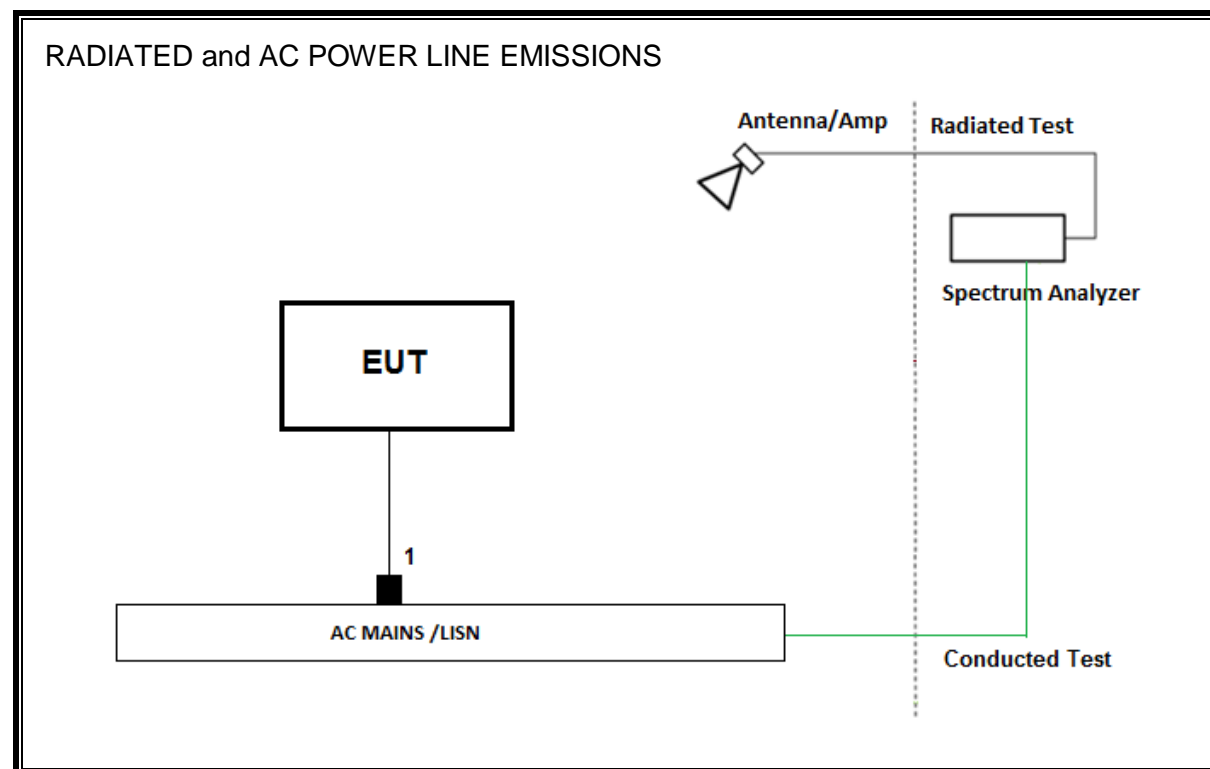 RADIATED and AC POWER LINE EMISSIONS
Antenna/Amp
Radiated Test
Spectrum Analyzer
EUT
1
AC MAINS /LISN
Conducted Test